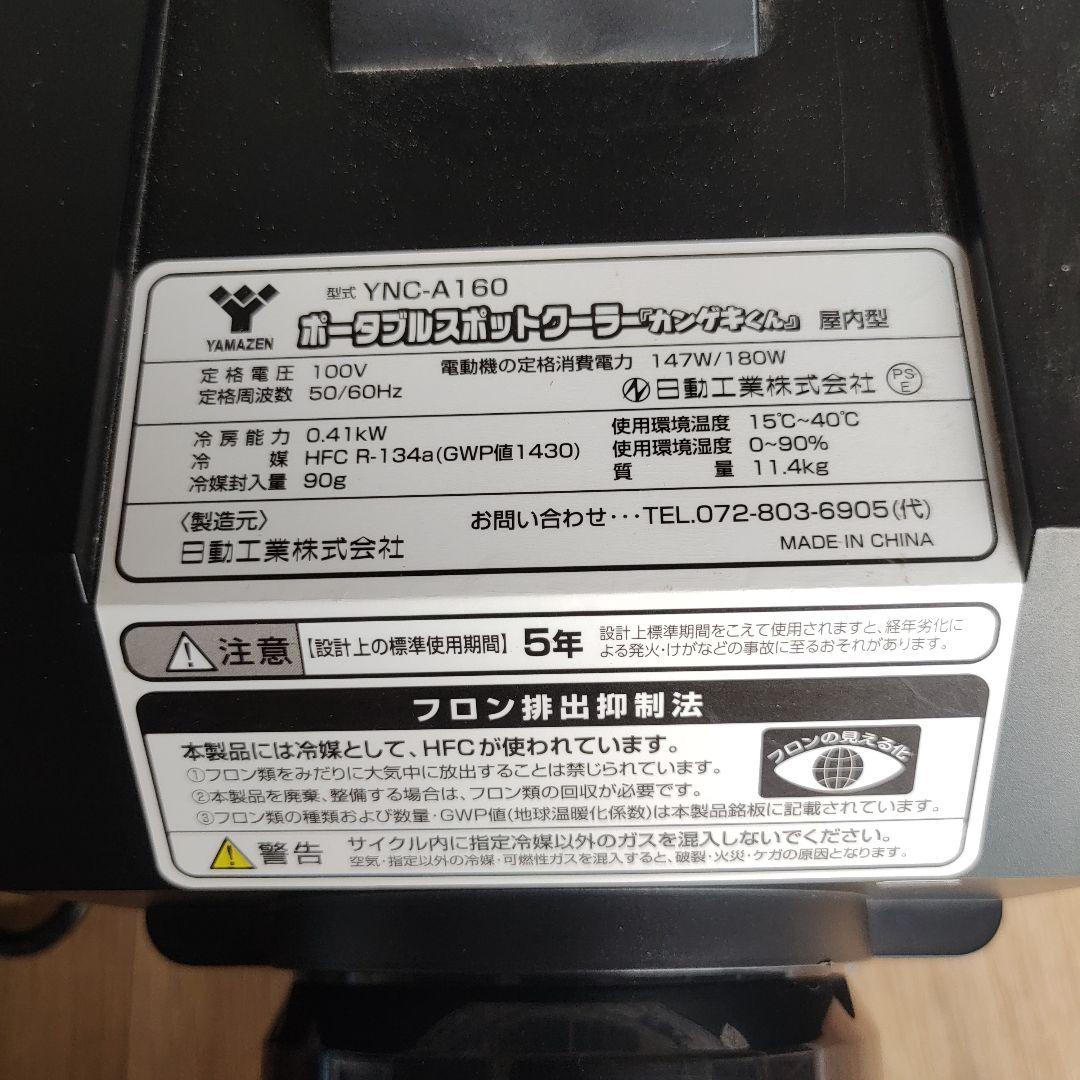 YAMAZEN
型式 YNC-A160
ポータブルスポットクーラー『カンゲキくん』 屋内型
定格電圧 100V 電動機の定格消費電力 147W/180W
定格周波数 50/60Hz 日動工業株式会社 PSE
冷房能力 0.41kW 使用環境温度 15℃~40℃
冷媒 HFC R-134a(GWP値1430) 使用環境湿度 0~90%
冷媒封入量 90g 質量 11.4kg
〈製造元〉 お問い合わせ･･･TEL.072-803-6905(代)
日動工業株式会社 MADE IN CHINA
注意 【設計上の標準使用期間】 5年 設計上標準期間をこえて使用されますと、経年劣化に
よる発火・けがなどの事故に至るおそれがあります。
フロン排出抑制法
本製品には冷媒として、HFCが使われています。
①フロン類をみだりに大気中に放出することは禁じられています。
②本製品を廃棄、整備する場合は、フロン類の回収が必要です。
③フロン類の種類および数量・GWP値(地球温暖化係数)は本製品銘板に記載されています。
フロンの見える化
警告 サイクル内に指定冷媒以外のガスを混入しないでください。
空気・指定以外の冷媒・可燃性ガスを混入すると、破裂・火災・ケガの原因となります。